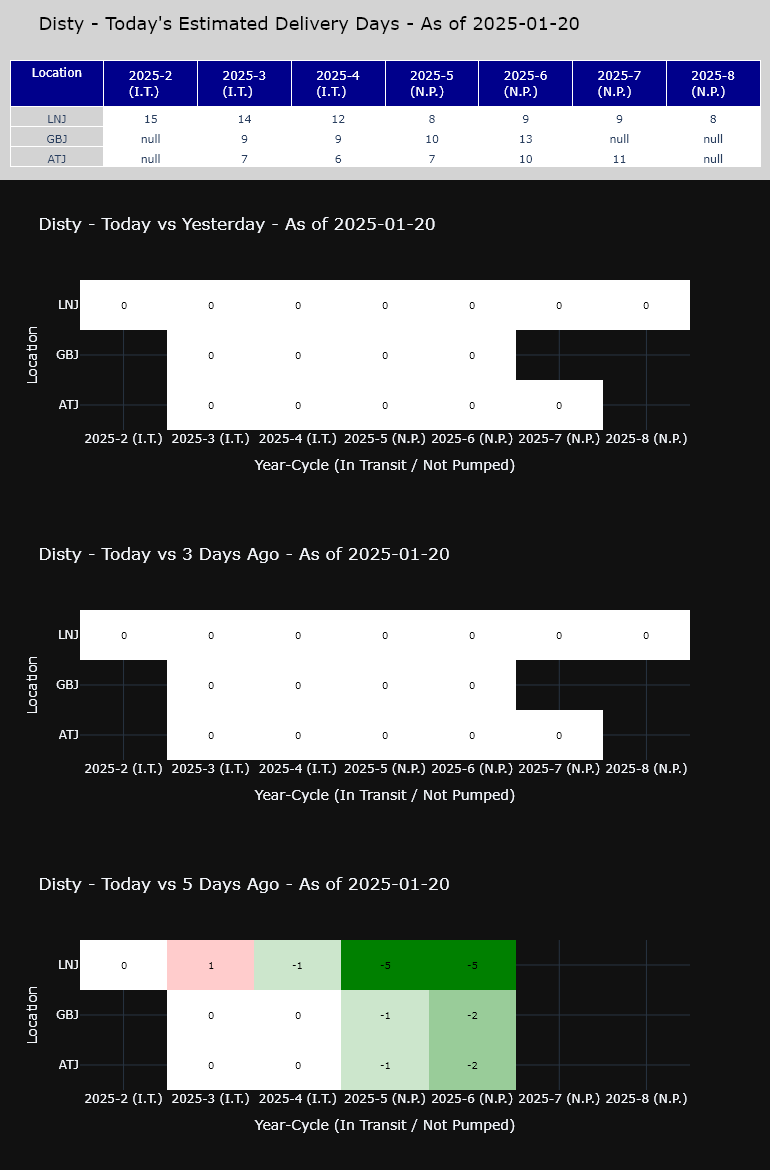 Disty - Today's Estimated Delivery Days - As of 2025-01-20
Location 2025-2 (I.T.) 2025-3 (I.T.) 2025-4 (I.T.) 2025-5 (N.P.) 2025-6 (N.P.) 2025-7 (N.P.) 2025-8 (N.P.)
LNJ 15 14 12 8 9 9 8
GBJ null 9 9 10 13 null null
ATJ null 7 6 7 10 11 null
Disty - Today vs Yesterday - As of 2025-01-20
Location
LNJ 0 0 0 0 0 0 0
GBJ 0 0 0 0
ATJ 0 0 0 0 0
2025-2 (I.T.) 2025-3 (I.T.) 2025-4 (I.T.) 2025-5 (N.P.) 2025-6 (N.P.) 2025-7 (N.P.) 2025-8 (N.P.)
Year-Cycle (In Transit / Not Pumped)
Disty - Today vs 3 Days Ago - As of 2025-01-20
Location
LNJ 0 0 0 0 0 0 0
GBJ 0 0 0 0
ATJ 0 0 0 0 0
2025-2 (I.T.) 2025-3 (I.T.) 2025-4 (I.T.) 2025-5 (N.P.) 2025-6 (N.P.) 2025-7 (N.P.) 2025-8 (N.P.)
Year-Cycle (In Transit / Not Pumped)
Disty - Today vs 5 Days Ago - As of 2025-01-20
Location
LNJ 0 1 -1 -5 -5
GBJ 0 0 -1 -2
ATJ 0 0 -1 -2
2025-2 (I.T.) 2025-3 (I.T.) 2025-4 (I.T.) 2025-5 (N.P.) 2025-6 (N.P.) 2025-7 (N.P.) 2025-8 (N.P.)
Year-Cycle (In Transit / Not Pumped)